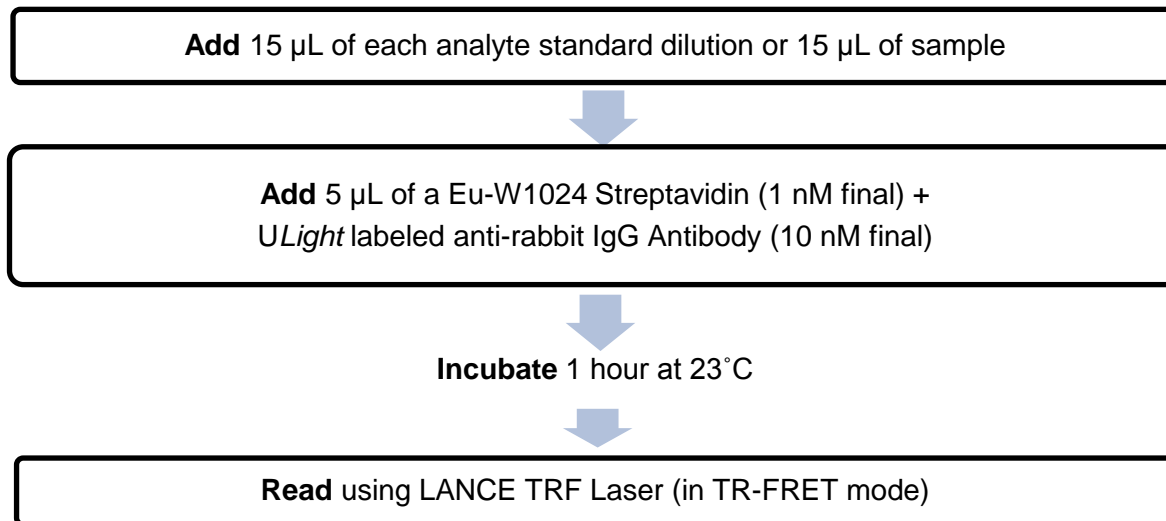 Add 15 µL of each analyte standard dilution or 15 µL of sample
Add 5 µL of a Eu-W1024 Streptavidin (1 nM final) +
ULight labeled anti-rabbit IgG Antibody (10 nM final)
Incubate 1 hour at 23˚C
Read using LANCE TRF Laser (in TR-FRET mode)